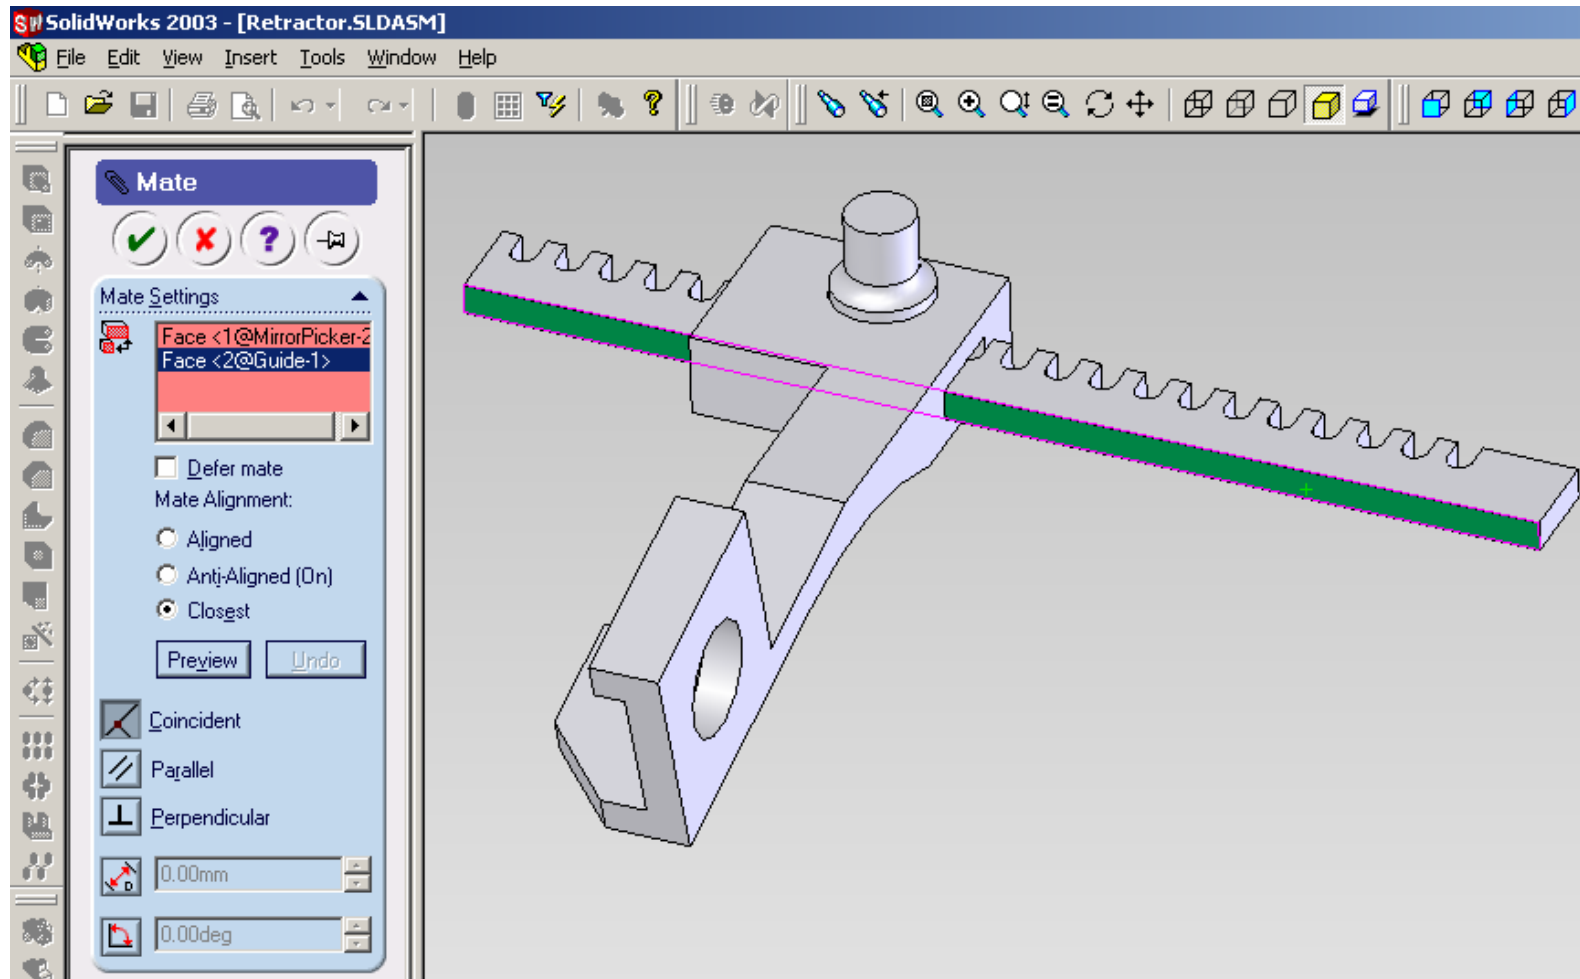 SolidWorks 2003 - [Retractor.SLDASM]
File Edit View Insert Tools Window Help
Mate
Mate Settings
Face <1@MirrorPicker-2
Face <2@Guide-1>
Defer mate
Mate Alignment:
Aligned
Anti-Aligned (On)
Closest
Preview Undo
Coincident
Parallel
Perpendicular
0.00mm
0.00deg